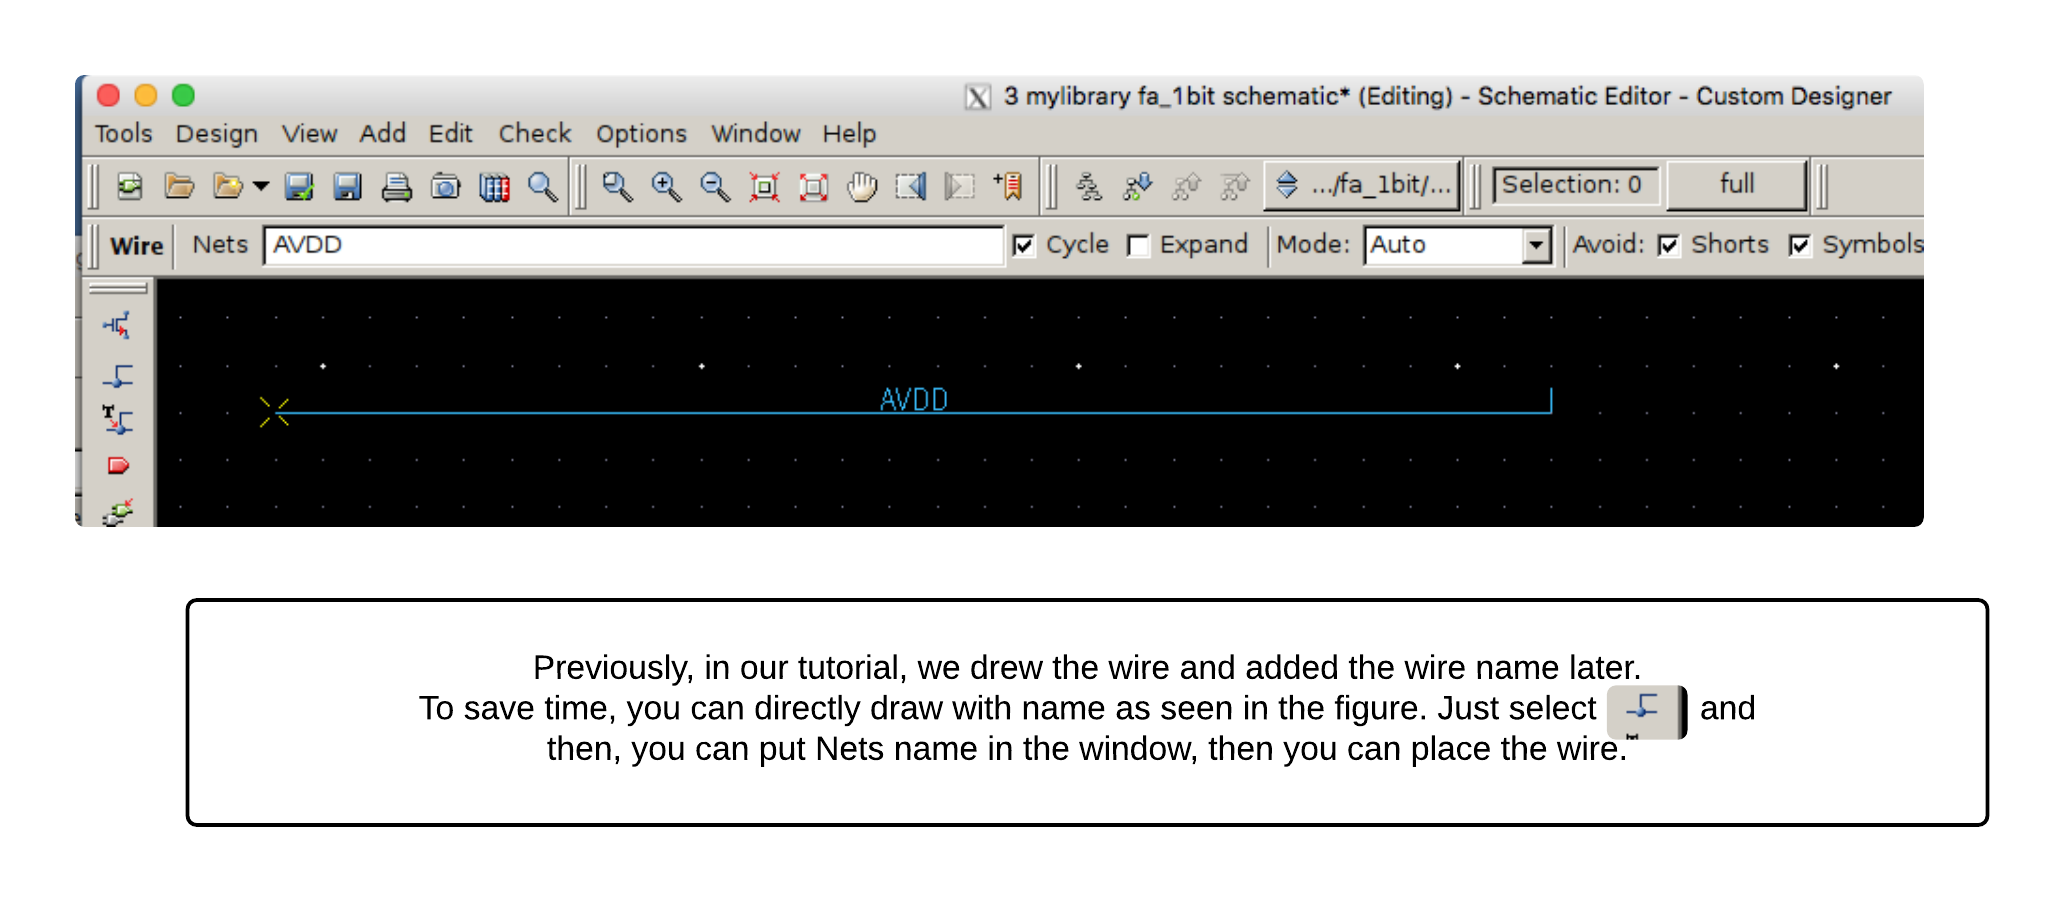 3 mylibrary fa_1bit schematic* (Editing) - Schematic Editor - Custom Designer
Tools Design View Add Edit Check Options Window Help
.../fa_1bit/... Selection: 0 full
Wire Nets AVDD Cycle Expand Mode: Auto Avoid: Shorts Symbols
AVDD
Previously, in our tutorial, we drew the wire and added the wire name later.
To save time, you can directly draw with name as seen in the figure. Just select and
then, you can put Nets name in the window, then you can place the wire.